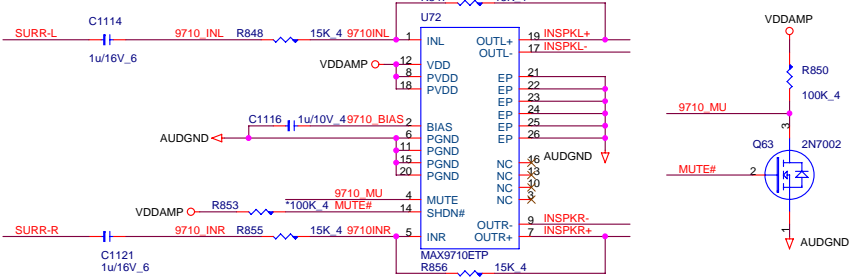 U72
C1114
SURR-L 9710_INL R848 15K_4 9710INL 1 INL OUTL+ 19 INSPKL+
1u/16V_6 OUTL- 17 INSPKL-
VDDAMP 12 VDD
8 PVDD EP 21
18 PVDD EP 22
EP 23
EP 24
C1116 1u/10V_4 9710_BIAS 2 BIAS EP 25
AUDGND 6 PGND EP 26
11 PGND
15 PGND NC 16 AUDGND
20 PGND NC 13
NC 10
9710_MU 4 MUTE NC
VDDAMP R853 *100K_4 MUTE# 14 SHDN#
OUTR- 9 INSPKR-
SURR-R 9710_INR R855 15K_4 9710INR 5 INR OUTR+ 7 INSPKR+
C1121
1u/16V_6
MAX9710ETP
R856 15K_4
VDDAMP
R850
100K_4
9710_MU
3
Q63 2N7002
MUTE# 2
1
AUDGND